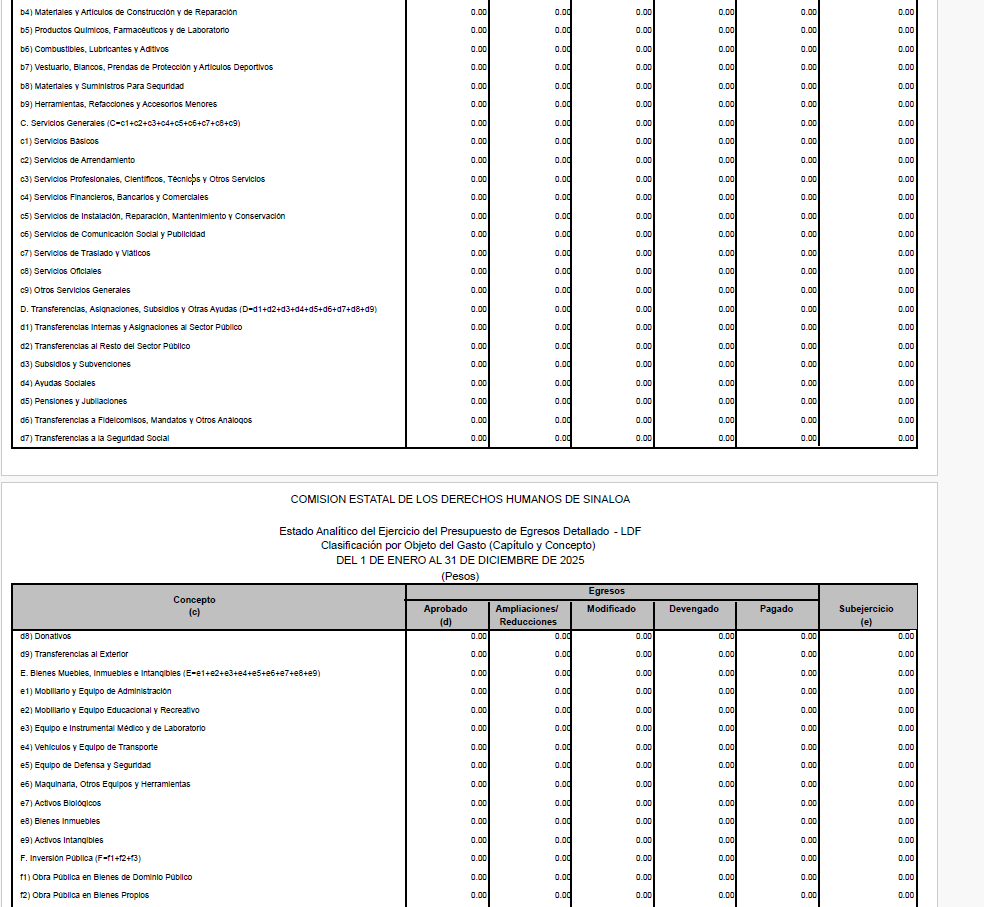 b4) Materiales y Artículos de Construcción y de Reparación 0.00 0.00 0.00 0.00 0.00 0.00
b5) Productos Químicos, Farmacéuticos y de Laboratorio 0.00 0.00 0.00 0.00 0.00 0.00
b6) Combustibles, Lubricantes y Aditivos 0.00 0.00 0.00 0.00 0.00 0.00
b7) Vestuario, Blancos, Prendas de Protección y Artículos Deportivos 0.00 0.00 0.00 0.00 0.00 0.00
b8) Materiales y Suministros Para Seguridad 0.00 0.00 0.00 0.00 0.00 0.00
b9) Herramientas, Refacciones y Accesorios Menores 0.00 0.00 0.00 0.00 0.00 0.00
C. Servicios Generales (C=c1+c2+c3+c4+c5+c6+c7+c8+c9) 0.00 0.00 0.00 0.00 0.00 0.00
c1) Servicios Básicos 0.00 0.00 0.00 0.00 0.00 0.00
c2) Servicios de Arrendamiento 0.00 0.00 0.00 0.00 0.00 0.00
c3) Servicios Profesionales, Científicos, Técnicos y Otros Servicios 0.00 0.00 0.00 0.00 0.00 0.00
c4) Servicios Financieros, Bancarios y Comerciales 0.00 0.00 0.00 0.00 0.00 0.00
c5) Servicios de Instalación, Reparación, Mantenimiento y Conservación 0.00 0.00 0.00 0.00 0.00 0.00
c6) Servicios de Comunicación Social y Publicidad 0.00 0.00 0.00 0.00 0.00 0.00
c7) Servicios de Traslado y Viáticos 0.00 0.00 0.00 0.00 0.00 0.00
c8) Servicios Oficiales 0.00 0.00 0.00 0.00 0.00 0.00
c9) Otros Servicios Generales 0.00 0.00 0.00 0.00 0.00 0.00
D. Transferencias, Asignaciones, Subsidios y Otras Ayudas (D=d1+d2+d3+d4+d5+d6+d7+d8+d9) 0.00 0.00 0.00 0.00 0.00 0.00
d1) Transferencias Internas y Asignaciones al Sector Público 0.00 0.00 0.00 0.00 0.00 0.00
d2) Transferencias al Resto del Sector Público 0.00 0.00 0.00 0.00 0.00 0.00
d3) Subsidios y Subvenciones 0.00 0.00 0.00 0.00 0.00 0.00
d4) Ayudas Sociales 0.00 0.00 0.00 0.00 0.00 0.00
d5) Pensiones y Jubilaciones 0.00 0.00 0.00 0.00 0.00 0.00
d6) Transferencias a Fideicomisos, Mandatos y Otros Análogos 0.00 0.00 0.00 0.00 0.00 0.00
d7) Transferencias a la Seguridad Social 0.00 0.00 0.00 0.00 0.00 0.00
COMISION ESTATAL DE LOS DERECHOS HUMANOS DE SINALOA
Estado Analítico del Ejercicio del Presupuesto de Egresos Detallado - LDF
Clasificación por Objeto del Gasto (Capítulo y Concepto)
DEL 1 DE ENERO AL 31 DE DICIEMBRE DE 2025
(Pesos)
Egresos
Concepto
(c)
Aprobado Ampliaciones/ Modificado Devengado Pagado Subejercicio
(d) Reducciones (e)
d8) Donativos 0.00 0.00 0.00 0.00 0.00 0.00
d9) Transferencias al Exterior 0.00 0.00 0.00 0.00 0.00 0.00
E. Bienes Muebles, Inmuebles e Intangibles (E=e1+e2+e3+e4+e5+e6+e7+e8+e9) 0.00 0.00 0.00 0.00 0.00 0.00
e1) Mobiliario y Equipo de Administración 0.00 0.00 0.00 0.00 0.00 0.00
e2) Mobiliario y Equipo Educacional y Recreativo 0.00 0.00 0.00 0.00 0.00 0.00
e3) Equipo e Instrumental Médico y de Laboratorio 0.00 0.00 0.00 0.00 0.00 0.00
e4) Vehículos y Equipo de Transporte 0.00 0.00 0.00 0.00 0.00 0.00
e5) Equipo de Defensa y Seguridad 0.00 0.00 0.00 0.00 0.00 0.00
e6) Maquinaria, Otros Equipos y Herramientas 0.00 0.00 0.00 0.00 0.00 0.00
e7) Activos Biológicos 0.00 0.00 0.00 0.00 0.00 0.00
e8) Bienes Inmuebles 0.00 0.00 0.00 0.00 0.00 0.00
e9) Activos Intangibles 0.00 0.00 0.00 0.00 0.00 0.00
F. Inversión Pública (F=f1+f2+f3) 0.00 0.00 0.00 0.00 0.00 0.00
f1) Obra Pública en Bienes de Dominio Público 0.00 0.00 0.00 0.00 0.00 0.00
f2) Obra Pública en Bienes Propios 0.00 0.00 0.00 0.00 0.00 0.00